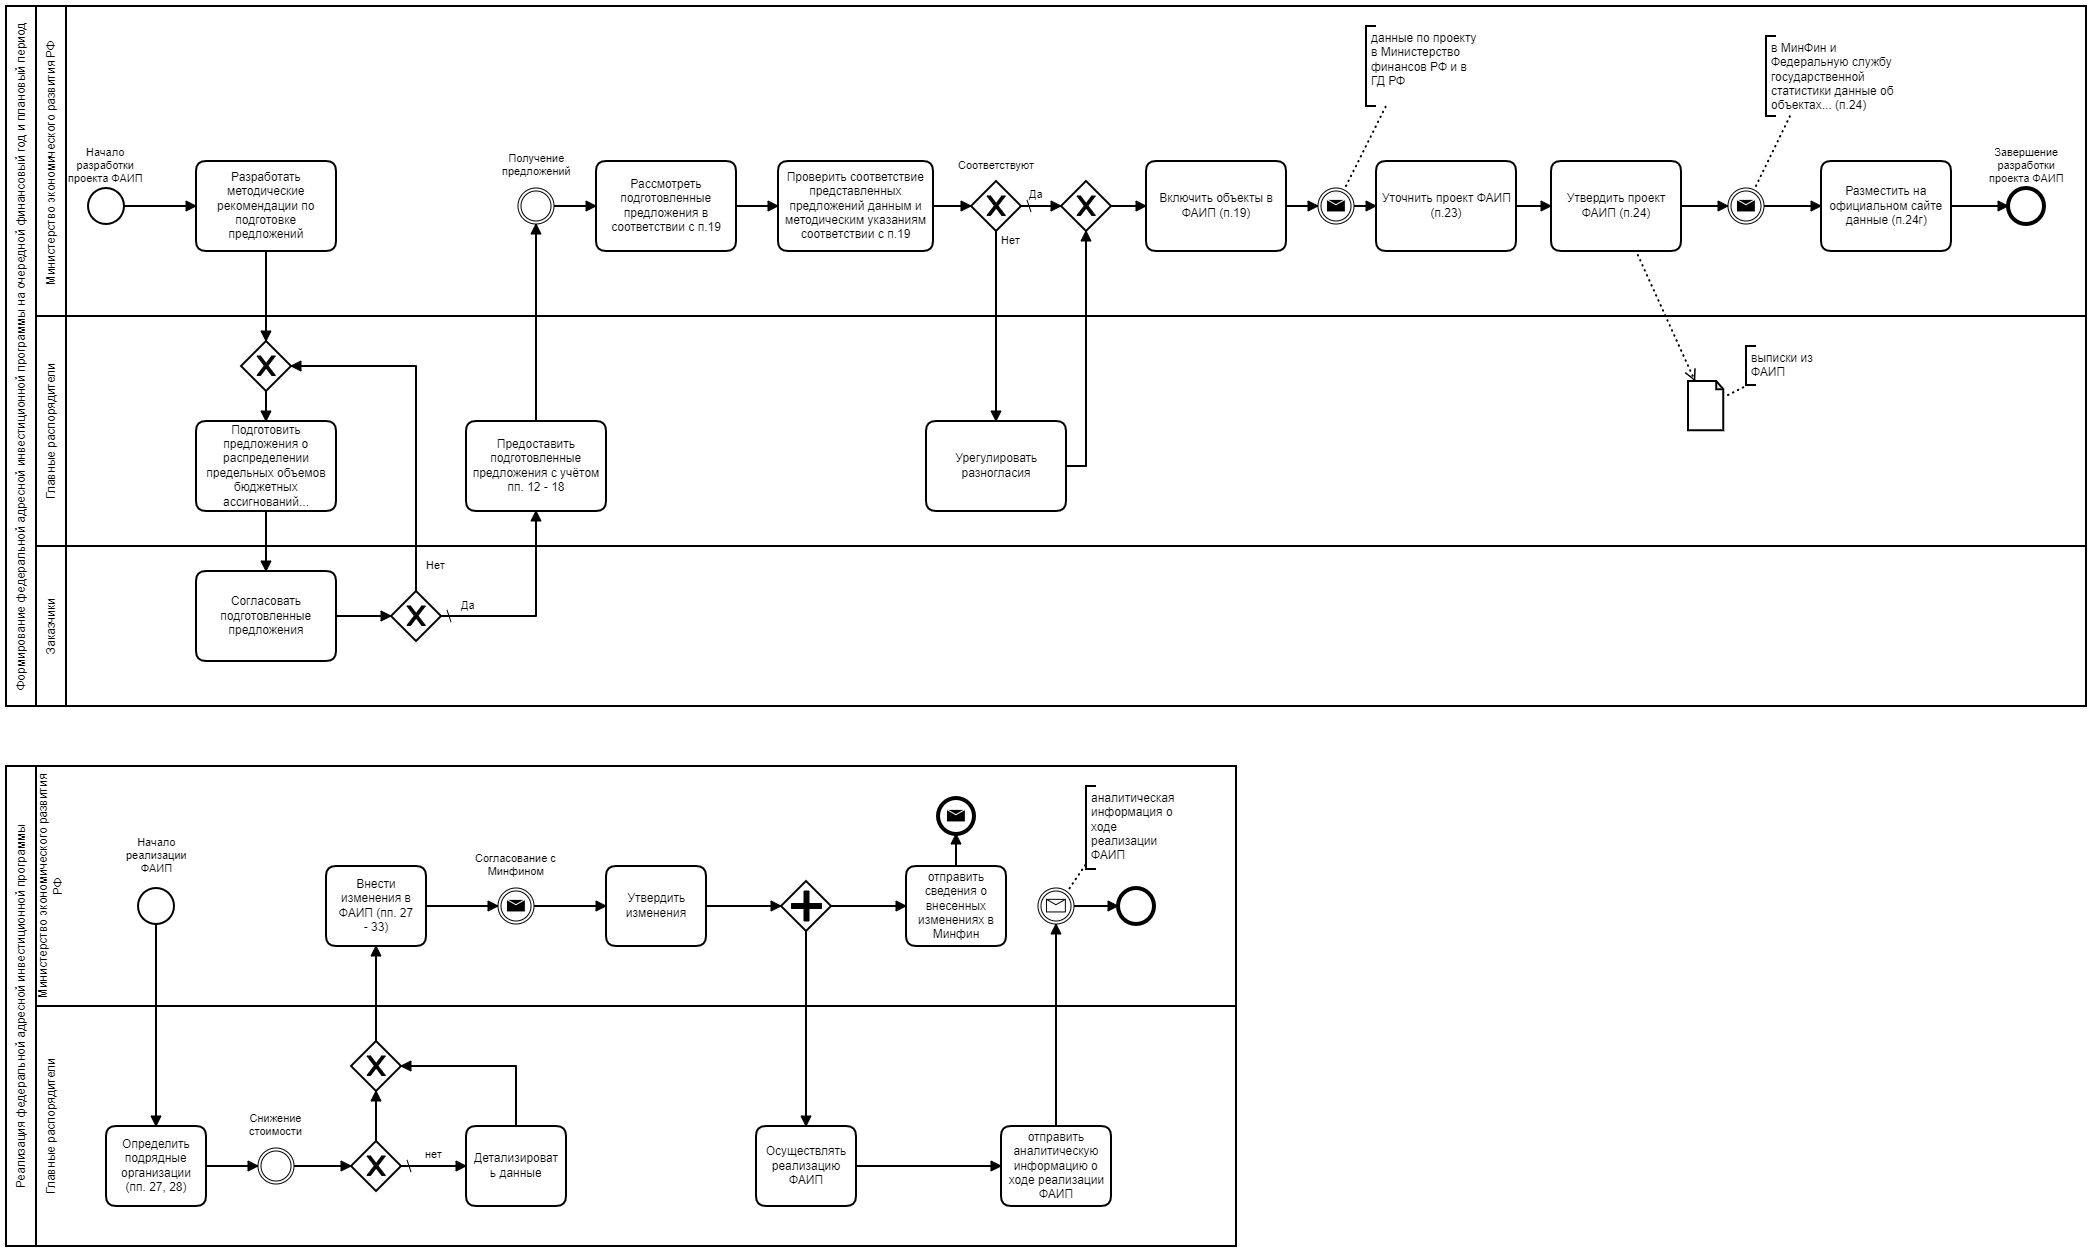 Формирование федеральной адресной инвестиционной программы на очередной финансовый год и плановый период
Министерство экономического развития РФ
Начало
разработки
проекта ФАИП
Разработать
методические
рекомендации по
подготовке
предложений
Получение
предложений
Рассмотреть
подготовленные
предложения в
соответствии с п.19
Проверить соответствие
представленных
предложений данным и
методическим указаниям
соответствии с п.19
Соответствуют
Да
Нет
Включить объекты в
ФАИП (п.19)
данные по проекту
в Министерство
финансов РФ и в
ГД РФ
Уточнить проект ФАИП
(п.23)
Утвердить проект
ФАИП (п.24)
в МинФин и
Федеральную службу
государственной
статистики данные об
объектах... (п.24)
Разместить на
официальном сайте
данные (п.24г)
Завершение
разработки
проекта ФАИП
Главные распорядители
Подготовить
предложения о
распределении
предельных объемов
бюджетных
ассигнований...
Предоставить
подготовленные
предложения с учётом
пп. 12 - 18
Урегулировать
разногласия
выписки из
ФАИП
Заказчики
Согласовать
подготовленные
предложения
Нет
Да
Реализация федеральной адресной инвестиционной программы
Министерство экономического развития
РФ
Начало
реализации
ФАИП
Внести
изменения в
ФАИП (пп. 27
- 33)
Согласование с
Минфином
Утвердить
изменения
отправить
сведения о
внесенных
изменениях в
Минфин
аналитическая
информация о
ходе
реализации
ФАИП
Главные распорядители
Определить
подрядные
организации
(пп. 27, 28)
Снижение
стоимости
нет
Детализироват
ь данные
Осуществлять
реализацию
ФАИП
отправить
аналитическую
информацию о
ходе реализации
ФАИП